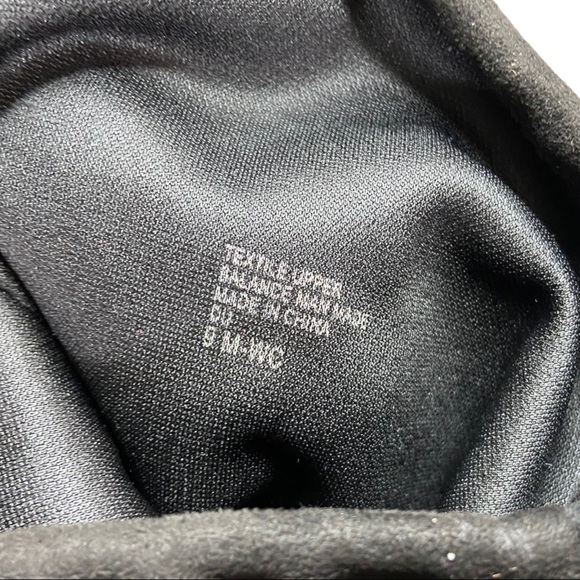 TEXTILE UPPER
BALANCE MAN MADE
MADE IN CHINA
9 M-WC